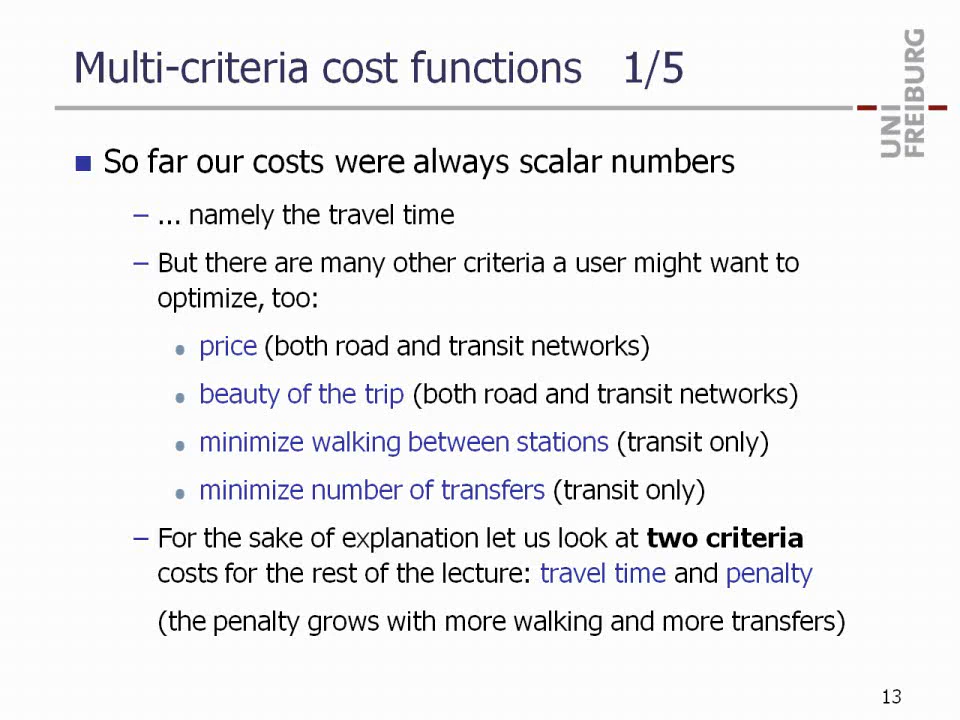 Multi-criteria cost functions 1/5
UNI
FREIBURG
■ So far our costs were always scalar numbers
– ... namely the travel time
– But there are many other criteria a user might want to
optimize, too:
• price (both road and transit networks)
• beauty of the trip (both road and transit networks)
• minimize walking between stations (transit only)
• minimize number of transfers (transit only)
– For the sake of explanation let us look at two criteria
costs for the rest of the lecture: travel time and penalty
(the penalty grows with more walking and more transfers)
13